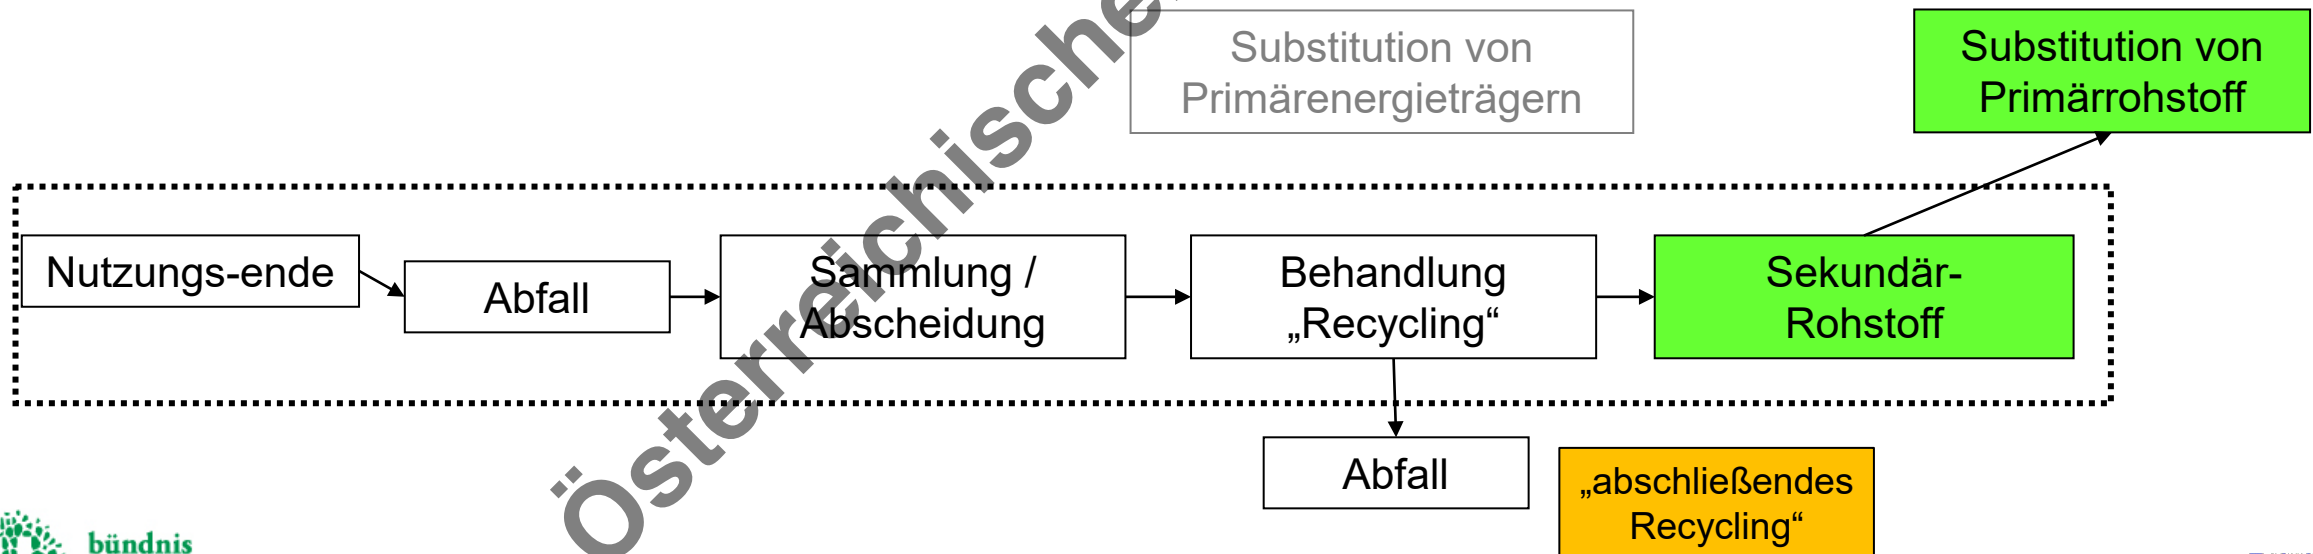 Substitution von
Primärenergieträgern
Substitution von
Primärrohstoff
Nutzungs-ende
Abfall
Sammlung /
Abscheidung
Behandlung
„Recycling“
Sekundär-
Rohstoff
Abfall
„abschließendes
Recycling“
Österreichische
bündnis